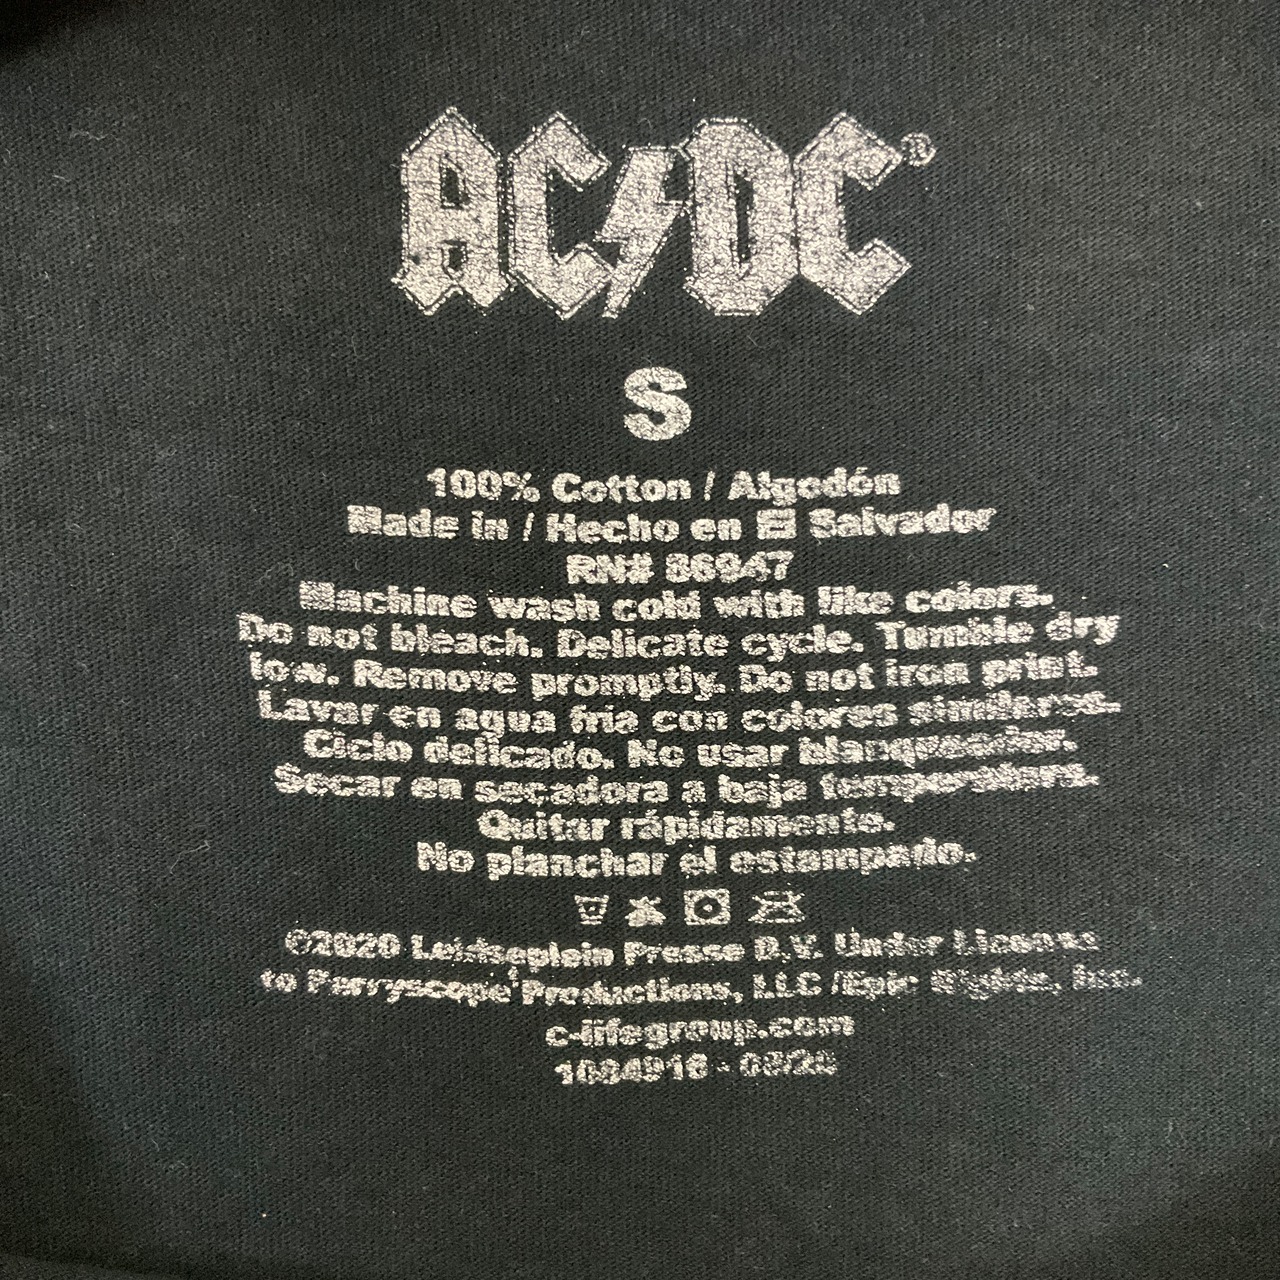 AC/DC®
S
100% Cotton / Algodón
Made in / Hecho en El Salvador
RN# 86947
Machine wash cold with like colors.
Do not bleach. Delicate cycle. Tumble dry
low. Remove promptly. Do not iron print.
Lavar en agua fria con colores similares.
Ciclo delicado. No usar blanqueador.
Secar en secadora a baja temperatura.
Quitar rápidamente.
No planchar el estampado.
©2020 Leidseplein Presse B.V. Under License
to Perryscope Productions, LLC /Epic Rights, Inc.
c-lifegroup.com